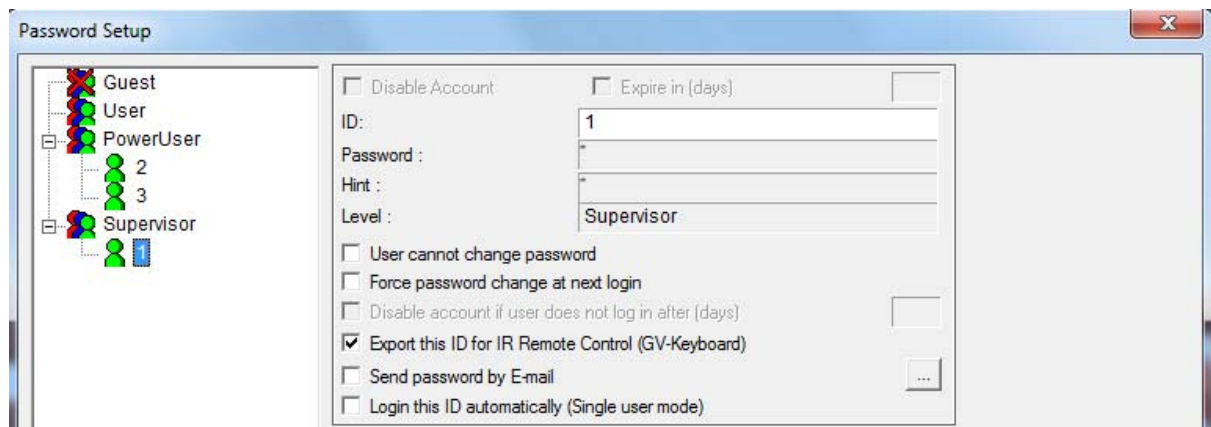 Password Setup
X
Guest
User
PowerUser
2
3
Supervisor
1
Disable Account Expire in (days)
ID: 1
Password : *
Hint : *
Level : Supervisor
User cannot change password
Force password change at next login
Disable account if user does not log in after (days)
Export this ID for IR Remote Control (GV-Keyboard)
Send password by E-mail ...
Login this ID automatically (Single user mode)